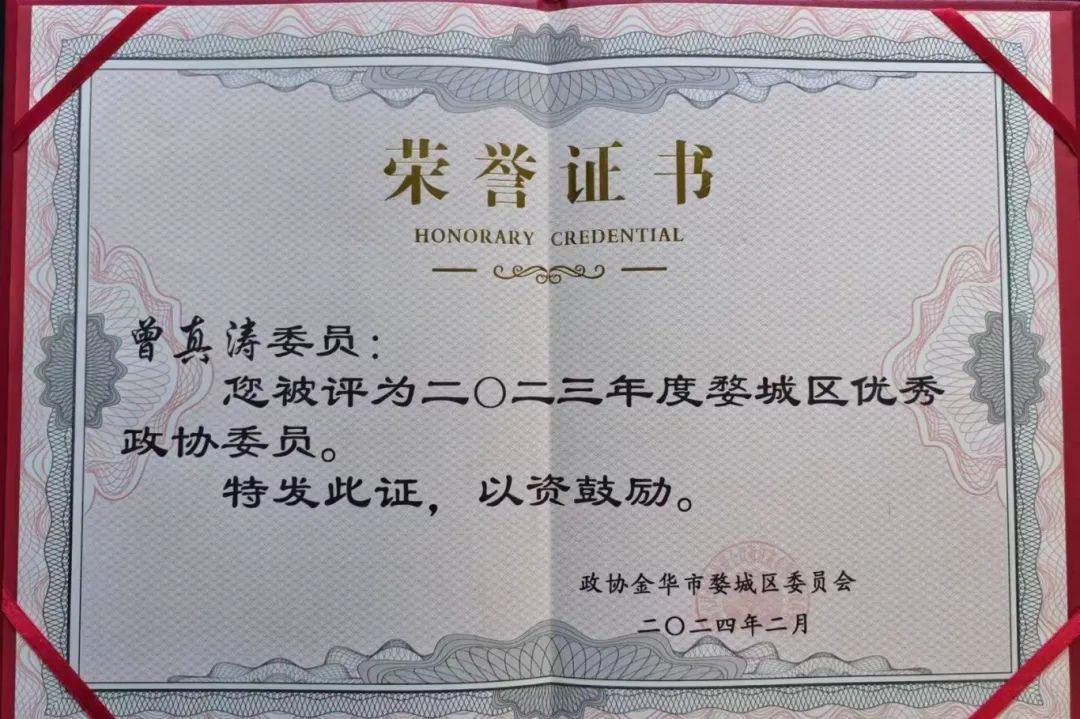 荣誉证书
HONORARY CREDENTIAL
曾真涛委员：
您被评为二〇二三年度婺城区优秀
政协委员。
特发此证，以资鼓励。
政协金华市婺城区委员会
二〇二四年二月